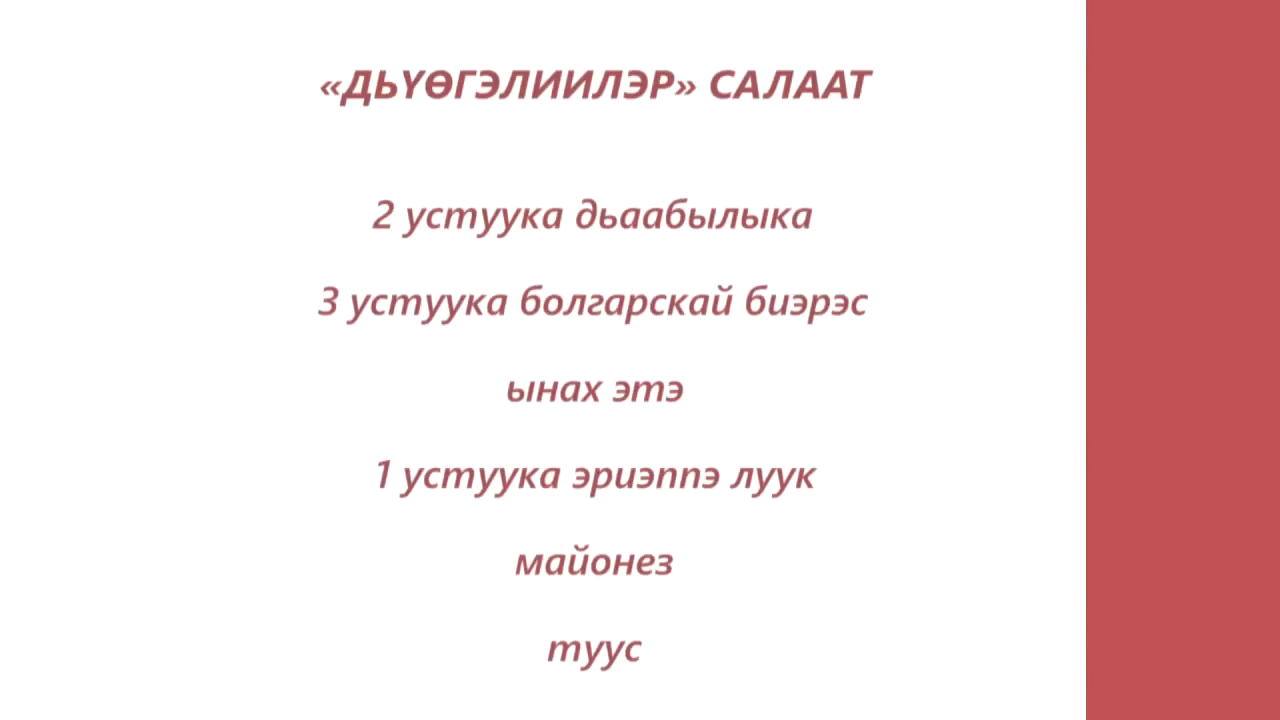 «ДЬҮӨГЭЛИИЛЭР» САЛААТ
2 устуука дьаабылыка
3 устуука болгарскай биэрэс
ынах этэ
1 устуука эриэппэ луук
майонез
туус